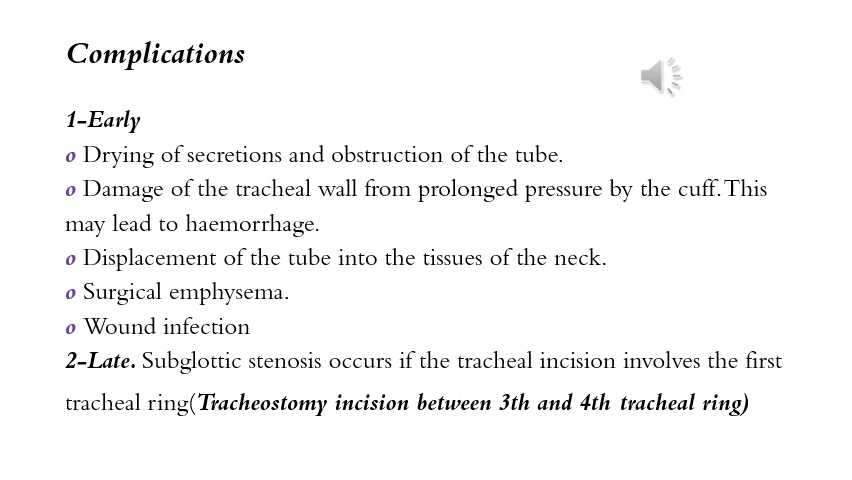 Complications
1-Early
o Drying of secretions and obstruction of the tube.
o Damage of the tracheal wall from prolonged pressure by the cuff. This
may lead to haemorrhage.
o Displacement of the tube into the tissues of the neck.
o Surgical emphysema.
o Wound infection
2-Late. Subglottic stenosis occurs if the tracheal incision involves the first
tracheal ring(Tracheostomy incision between 3th and 4th tracheal ring)